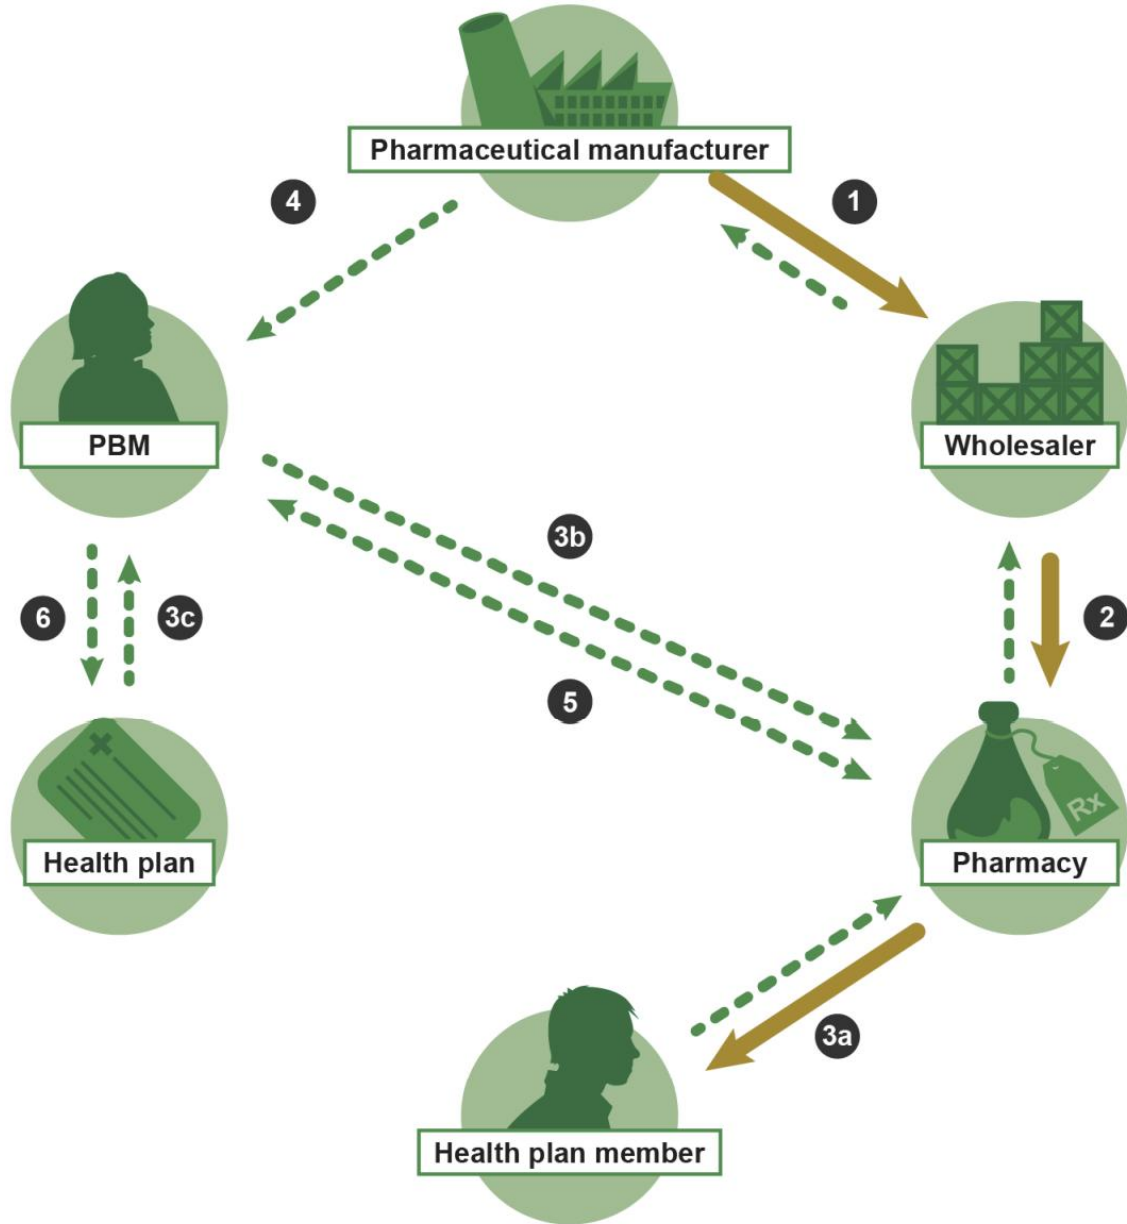 Pharmaceutical manufacturer
4
1
PBM
Wholesaler
3b
6
3c
2
5
Rx
Health plan
Pharmacy
3a
Health plan member